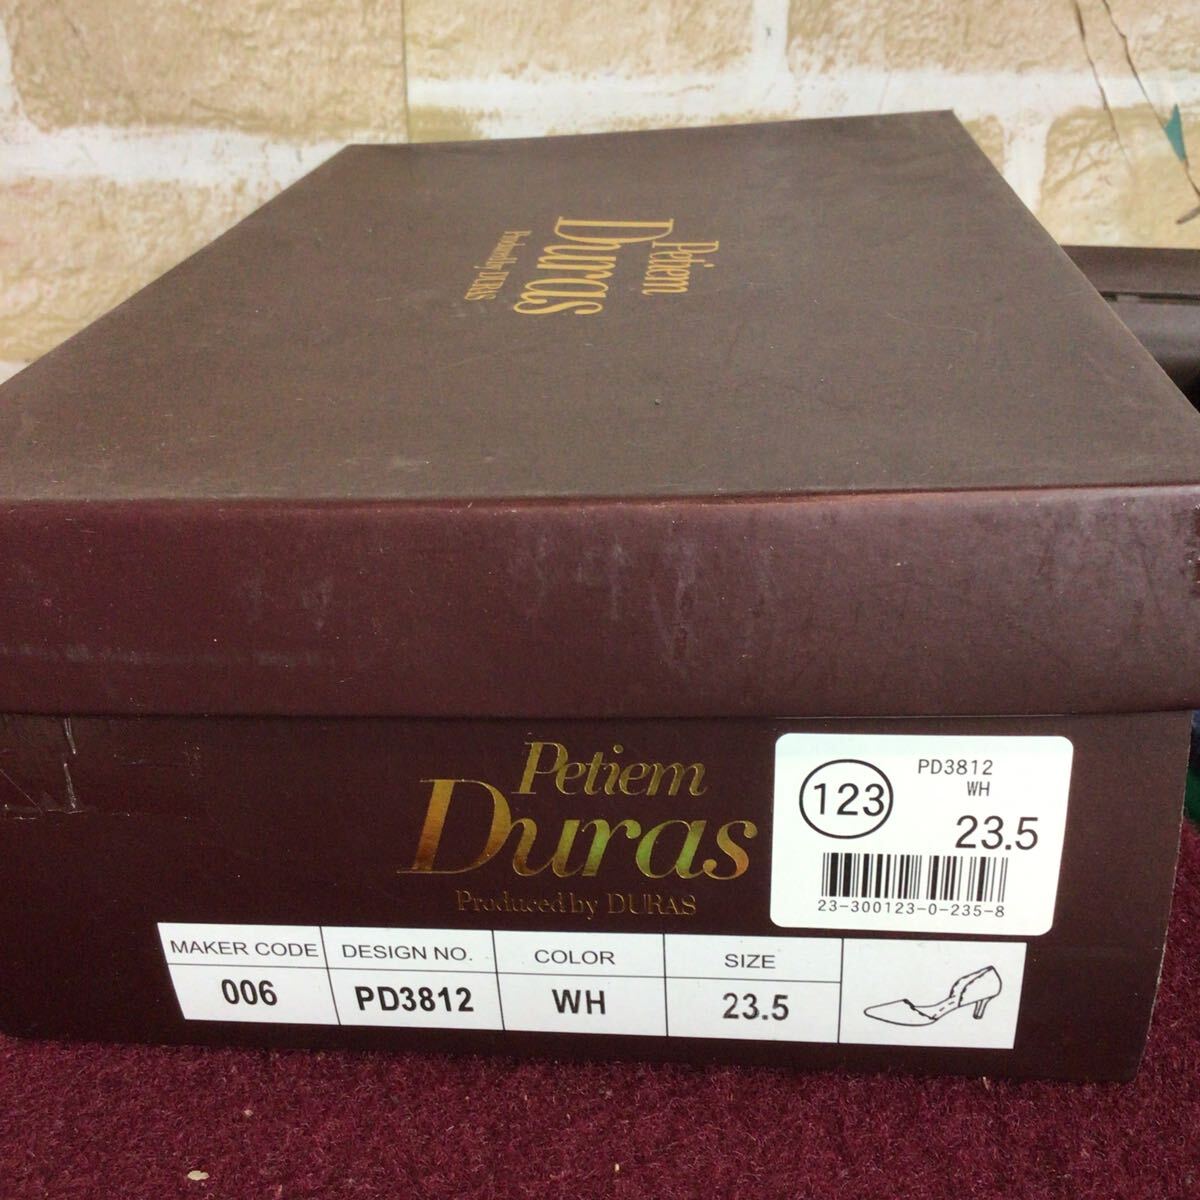 Petiem
Duras
Produced by DURAS
Petiem
Duras
Produced by DURAS
123
PD3812
WH
23.5
23-300123-0-235-8
MAKER CODE
DESIGN NO.
COLOR
SIZE
006
PD3812
WH
23.5